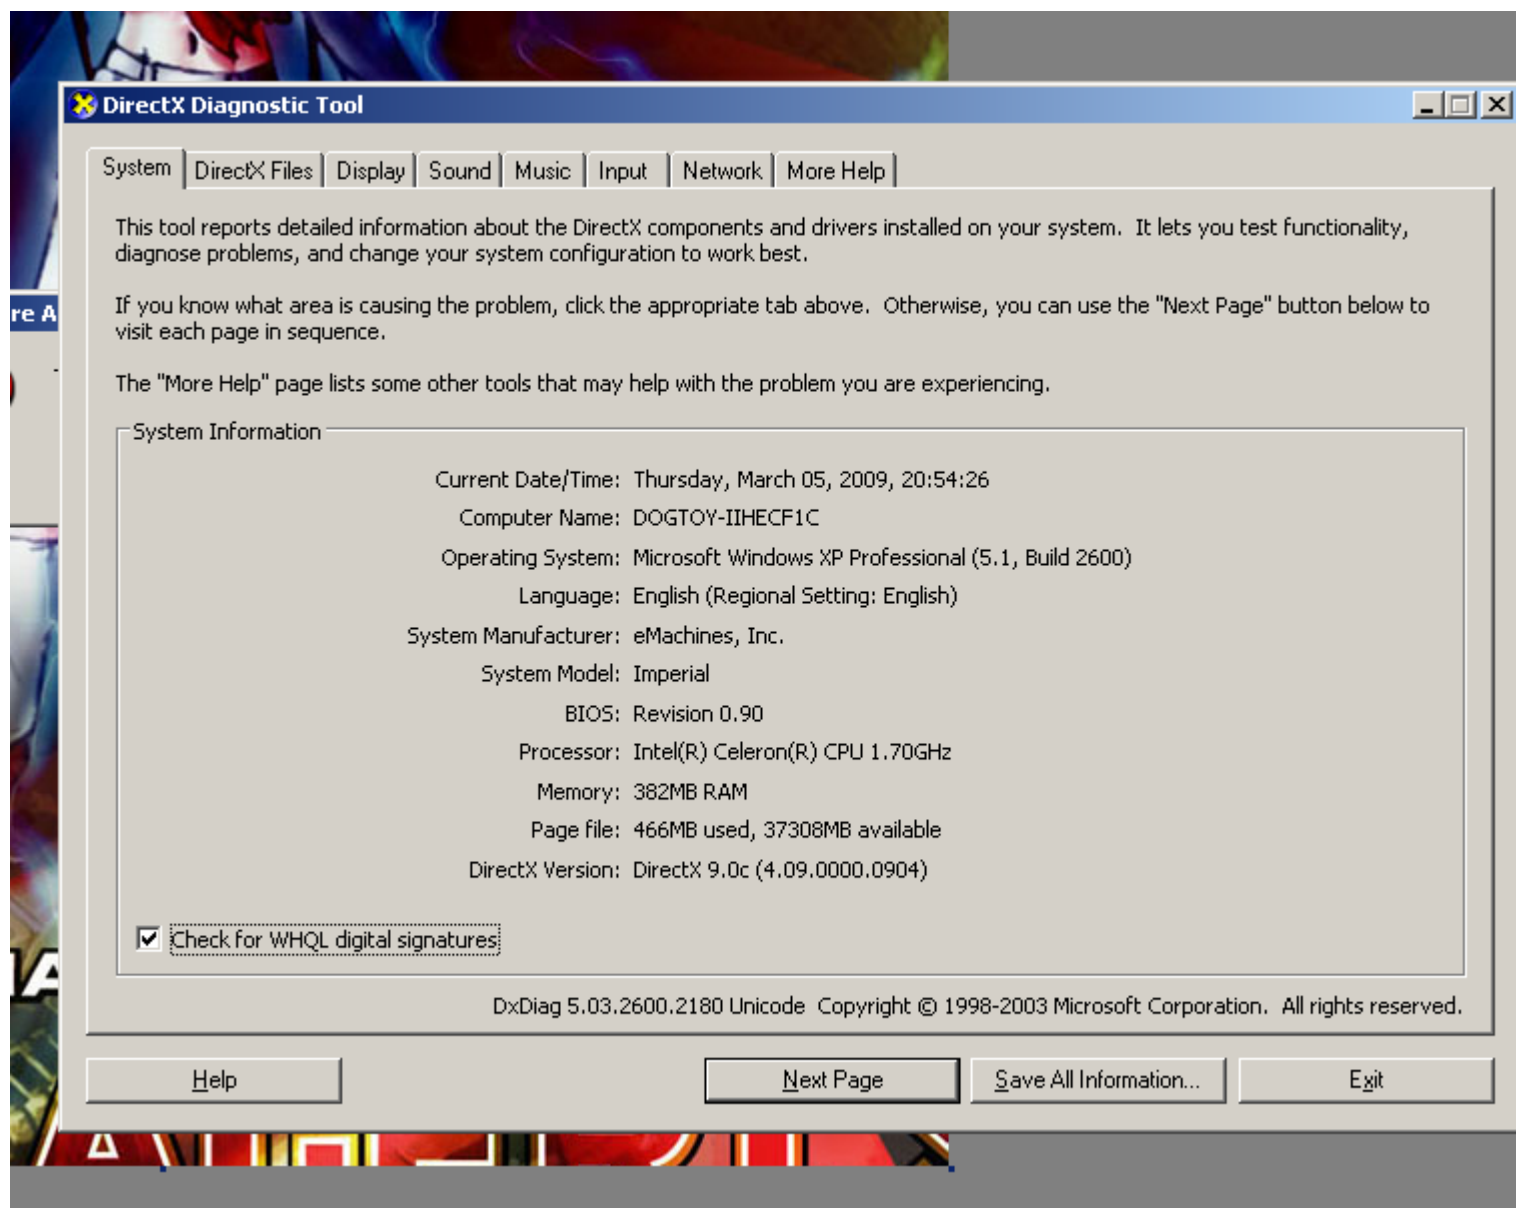 DirectX Diagnostic Tool
System DirectX Files Display Sound Music Input Network More Help
This tool reports detailed information about the DirectX components and drivers installed on your system.  It lets you test functionality,
diagnose problems, and change your system configuration to work best.
If you know what area is causing the problem, click the appropriate tab above.  Otherwise, you can use the "Next Page" button below to
visit each page in sequence.
re A
The "More Help" page lists some other tools that may help with the problem you are experiencing.
System Information
Current Date/Time: Thursday, March 05, 2009, 20:54:26
Computer Name: DOGTOY-IIHECF1C
Operating System: Microsoft Windows XP Professional (5.1, Build 2600)
Language: English (Regional Setting: English)
System Manufacturer: eMachines, Inc.
System Model: Imperial
BIOS: Revision 0.90
Processor: Intel(R) Celeron(R) CPU 1.70GHz
Memory: 382MB RAM
Page file: 466MB used, 37308MB available
DirectX Version: DirectX 9.0c (4.09.0000.0904)
Check for WHQL digital signatures
DxDiag 5.03.2600.2180 Unicode  Copyright © 1998-2003 Microsoft Corporation.  All rights reserved.
Help Next Page Save All Information... Exit